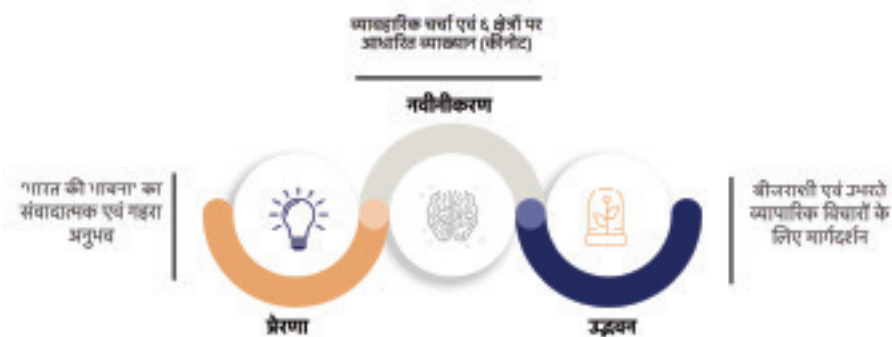 व्यावहारिक चर्चा एवं ६ क्षेत्रों पर
आधारित व्याख्यान (कीनोट)
नवीनीकरण
'भारत की भावना' का
संवादात्मक एवं गहरा
अनुभव
बीजराशी एवं उभरते
व्यापारिक विचारों के
लिए मार्गदर्शन
प्रेरणा
उद्भवन